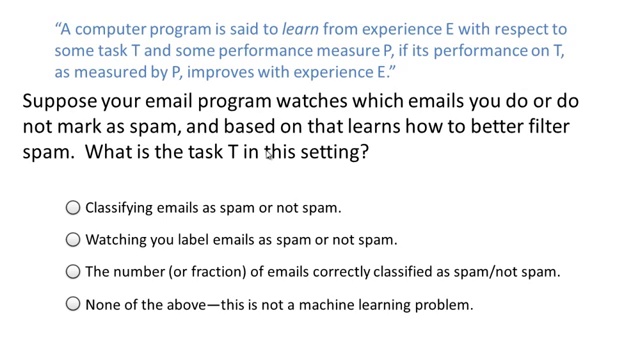 “A computer program is said to learn from experience E with respect to
some task T and some performance measure P, if its performance on T,
as measured by P, improves with experience E.”
Suppose your email program watches which emails you do or do
not mark as spam, and based on that learns how to better filter
spam.  What is the task T in this setting?
Classifying emails as spam or not spam.
Watching you label emails as spam or not spam.
The number (or fraction) of emails correctly classified as spam/not spam.
None of the above—this is not a machine learning problem.